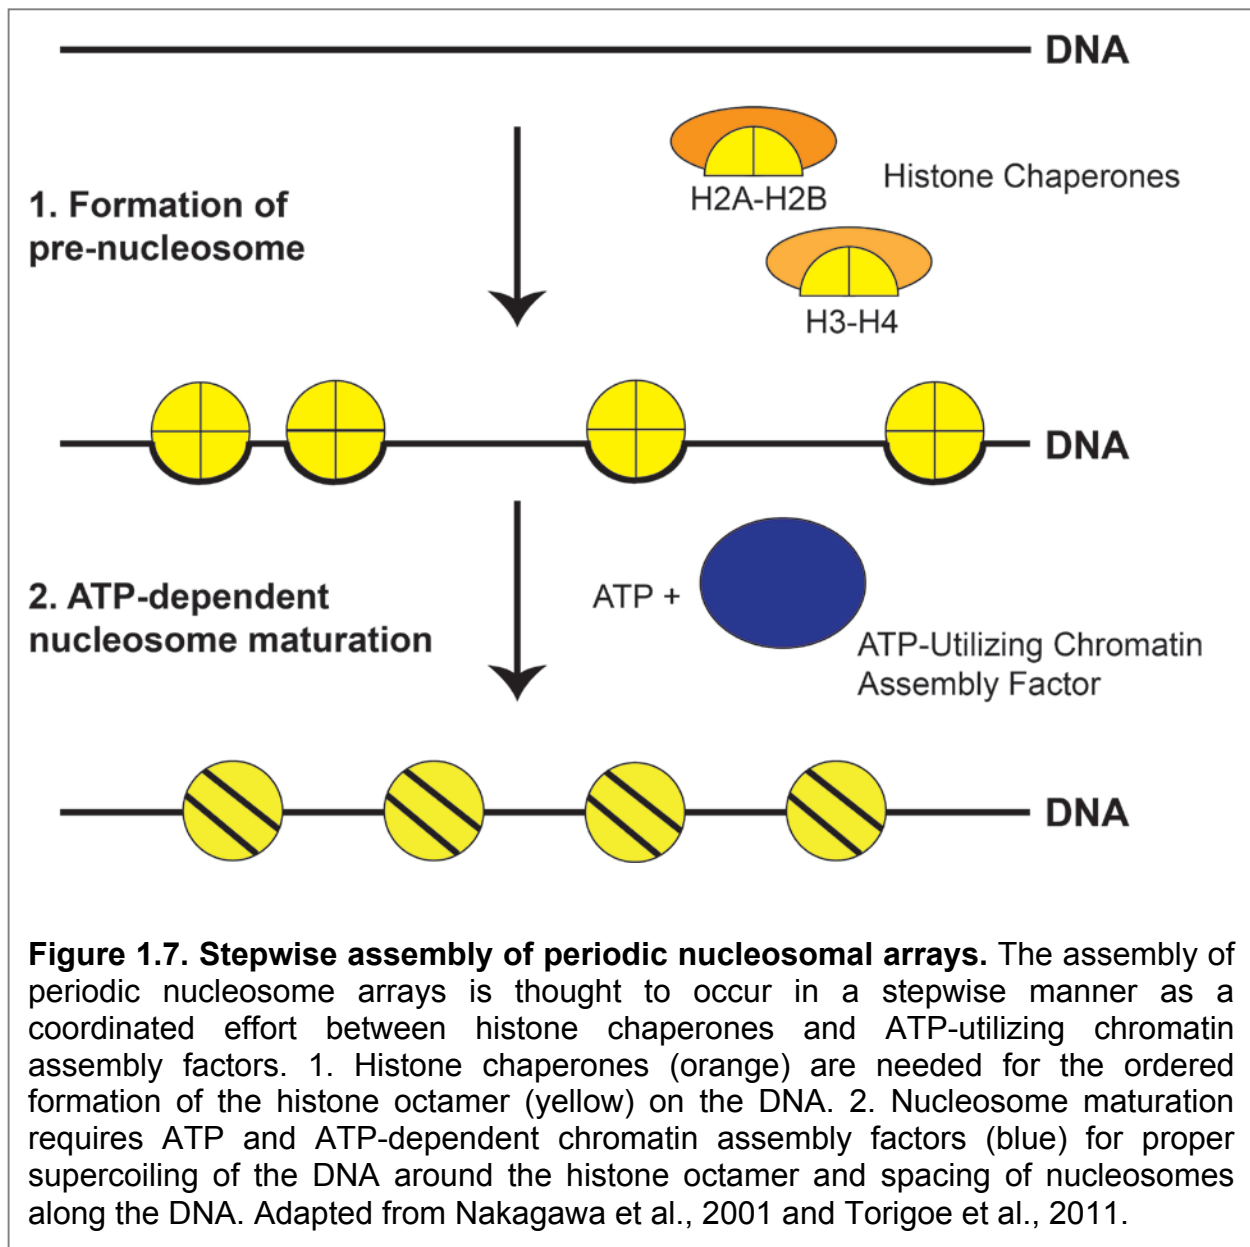 DNA
1. Formation of
pre-nucleosome
H2A-H2B
Histone Chaperones
H3-H4
DNA
2. ATP-dependent
nucleosome maturation
ATP +
ATP-Utilizing Chromatin
Assembly Factor
DNA
Figure 1.7. Stepwise assembly of periodic nucleosomal arrays. The assembly of
periodic nucleosome arrays is thought to occur in a stepwise manner as a
coordinated effort between histone chaperones and ATP-utilizing chromatin
assembly factors. 1. Histone chaperones (orange) are needed for the ordered
formation of the histone octamer (yellow) on the DNA. 2. Nucleosome maturation
requires ATP and ATP-dependent chromatin assembly factors (blue) for proper
supercoiling of the DNA around the histone octamer and spacing of nucleosomes
along the DNA. Adapted from Nakagawa et al., 2001 and Torigoe et al., 2011.